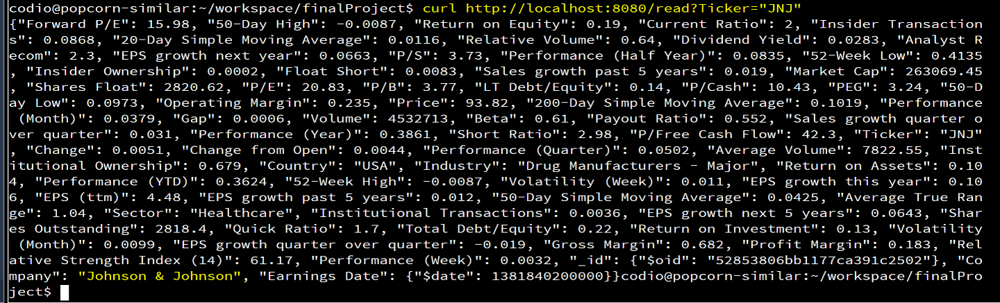 codio@popcorn-similar:~/workspace/finalProject$ curl http://localhost:8080/read?Ticker="JNJ"
{"Forward P/E": 15.98, "50-Day High": -0.0087, "Return on Equity": 0.19, "Current Ratio": 2, "Insider Transaction
s": 0.0868, "20-Day Simple Moving Average": 0.0116, "Relative Volume": 0.64, "Dividend Yield": 0.0283, "Analyst R
ecom": 2.3, "EPS growth next year": 0.0663, "P/S": 3.73, "Performance (Half Year)": 0.0835, "52-Week Low": 0.4135
, "Insider Ownership": 0.0002, "Float Short": 0.0083, "Sales growth past 5 years": 0.019, "Market Cap": 263069.45
, "Shares Float": 2820.62, "P/E": 20.83, "P/B": 3.77, "LT Debt/Equity": 0.14, "P/Cash": 10.43, "PEG": 3.24, "50-D
ay Low": 0.0973, "Operating Margin": 0.235, "Price": 93.82, "200-Day Simple Moving Average": 0.1019, "Performance
 (Month)": 0.0379, "Gap": 0.0006, "Volume": 4532713, "Beta": 0.61, "Payout Ratio": 0.552, "Sales growth quarter o
ver quarter": 0.031, "Performance (Year)": 0.3861, "Short Ratio": 2.98, "P/Free Cash Flow": 42.3, "Ticker": "JNJ"
, "Change": 0.0051, "Change from Open": 0.0044, "Performance (Quarter)": 0.0502, "Average Volume": 7822.55, "Inst
itutional Ownership": 0.679, "Country": "USA", "Industry": "Drug Manufacturers - Major", "Return on Assets": 0.10
4, "Performance (YTD)": 0.3624, "52-Week High": -0.0087, "Volatility (Week)": 0.011, "EPS growth this year": 0.10
6, "EPS (ttm)": 4.48, "EPS growth past 5 years": 0.012, "50-Day Simple Moving Average": 0.0425, "Average True Ran
ge": 1.04, "Sector": "Healthcare", "Institutional Transactions": 0.0036, "EPS growth next 5 years": 0.0643, "Shar
es Outstanding": 2818.4, "Quick Ratio": 1.7, "Total Debt/Equity": 0.22, "Return on Investment": 0.13, "Volatility
 (Month)": 0.0099, "EPS growth quarter over quarter": -0.019, "Gross Margin": 0.682, "Profit Margin": 0.183, "Rel
ative Strength Index (14)": 61.17, "Performance (Week)": 0.0032, "_id": {"$oid": "52853806bb1177ca391c2502"}, "Co
mpany": "Johnson & Johnson", "Earnings Date": {"$date": 1381840200000}}codio@popcorn-similar:~/workspace/finalPro
ject$